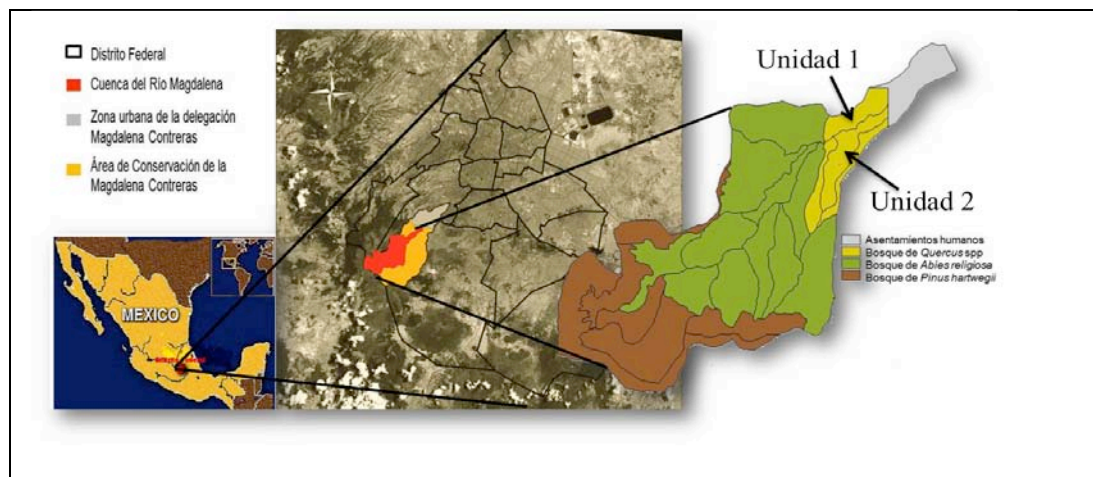 Distrito Federal
Cuenca del Río Magdalena
Zona urbana de la delegación
Magdalena Contreras
Área de Conservación de la
Magdalena Contreras
MEXICO
Unidad 1
Unidad 2
Asentamientos humanos
Bosque de Quercus spp
Bosque de Abies religiosa
Bosque de Pinus hartwegii